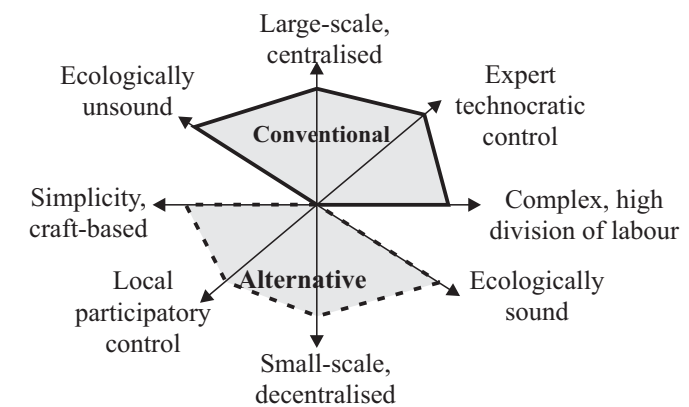 Large-scale,
centralised
Ecologically
unsound
Expert
technocratic
control
Conventional
Simplicity,
craft-based
Complex, high
division of labour
Local
participatory
control
Alternative
Ecologically
sound
Small-scale,
decentralised